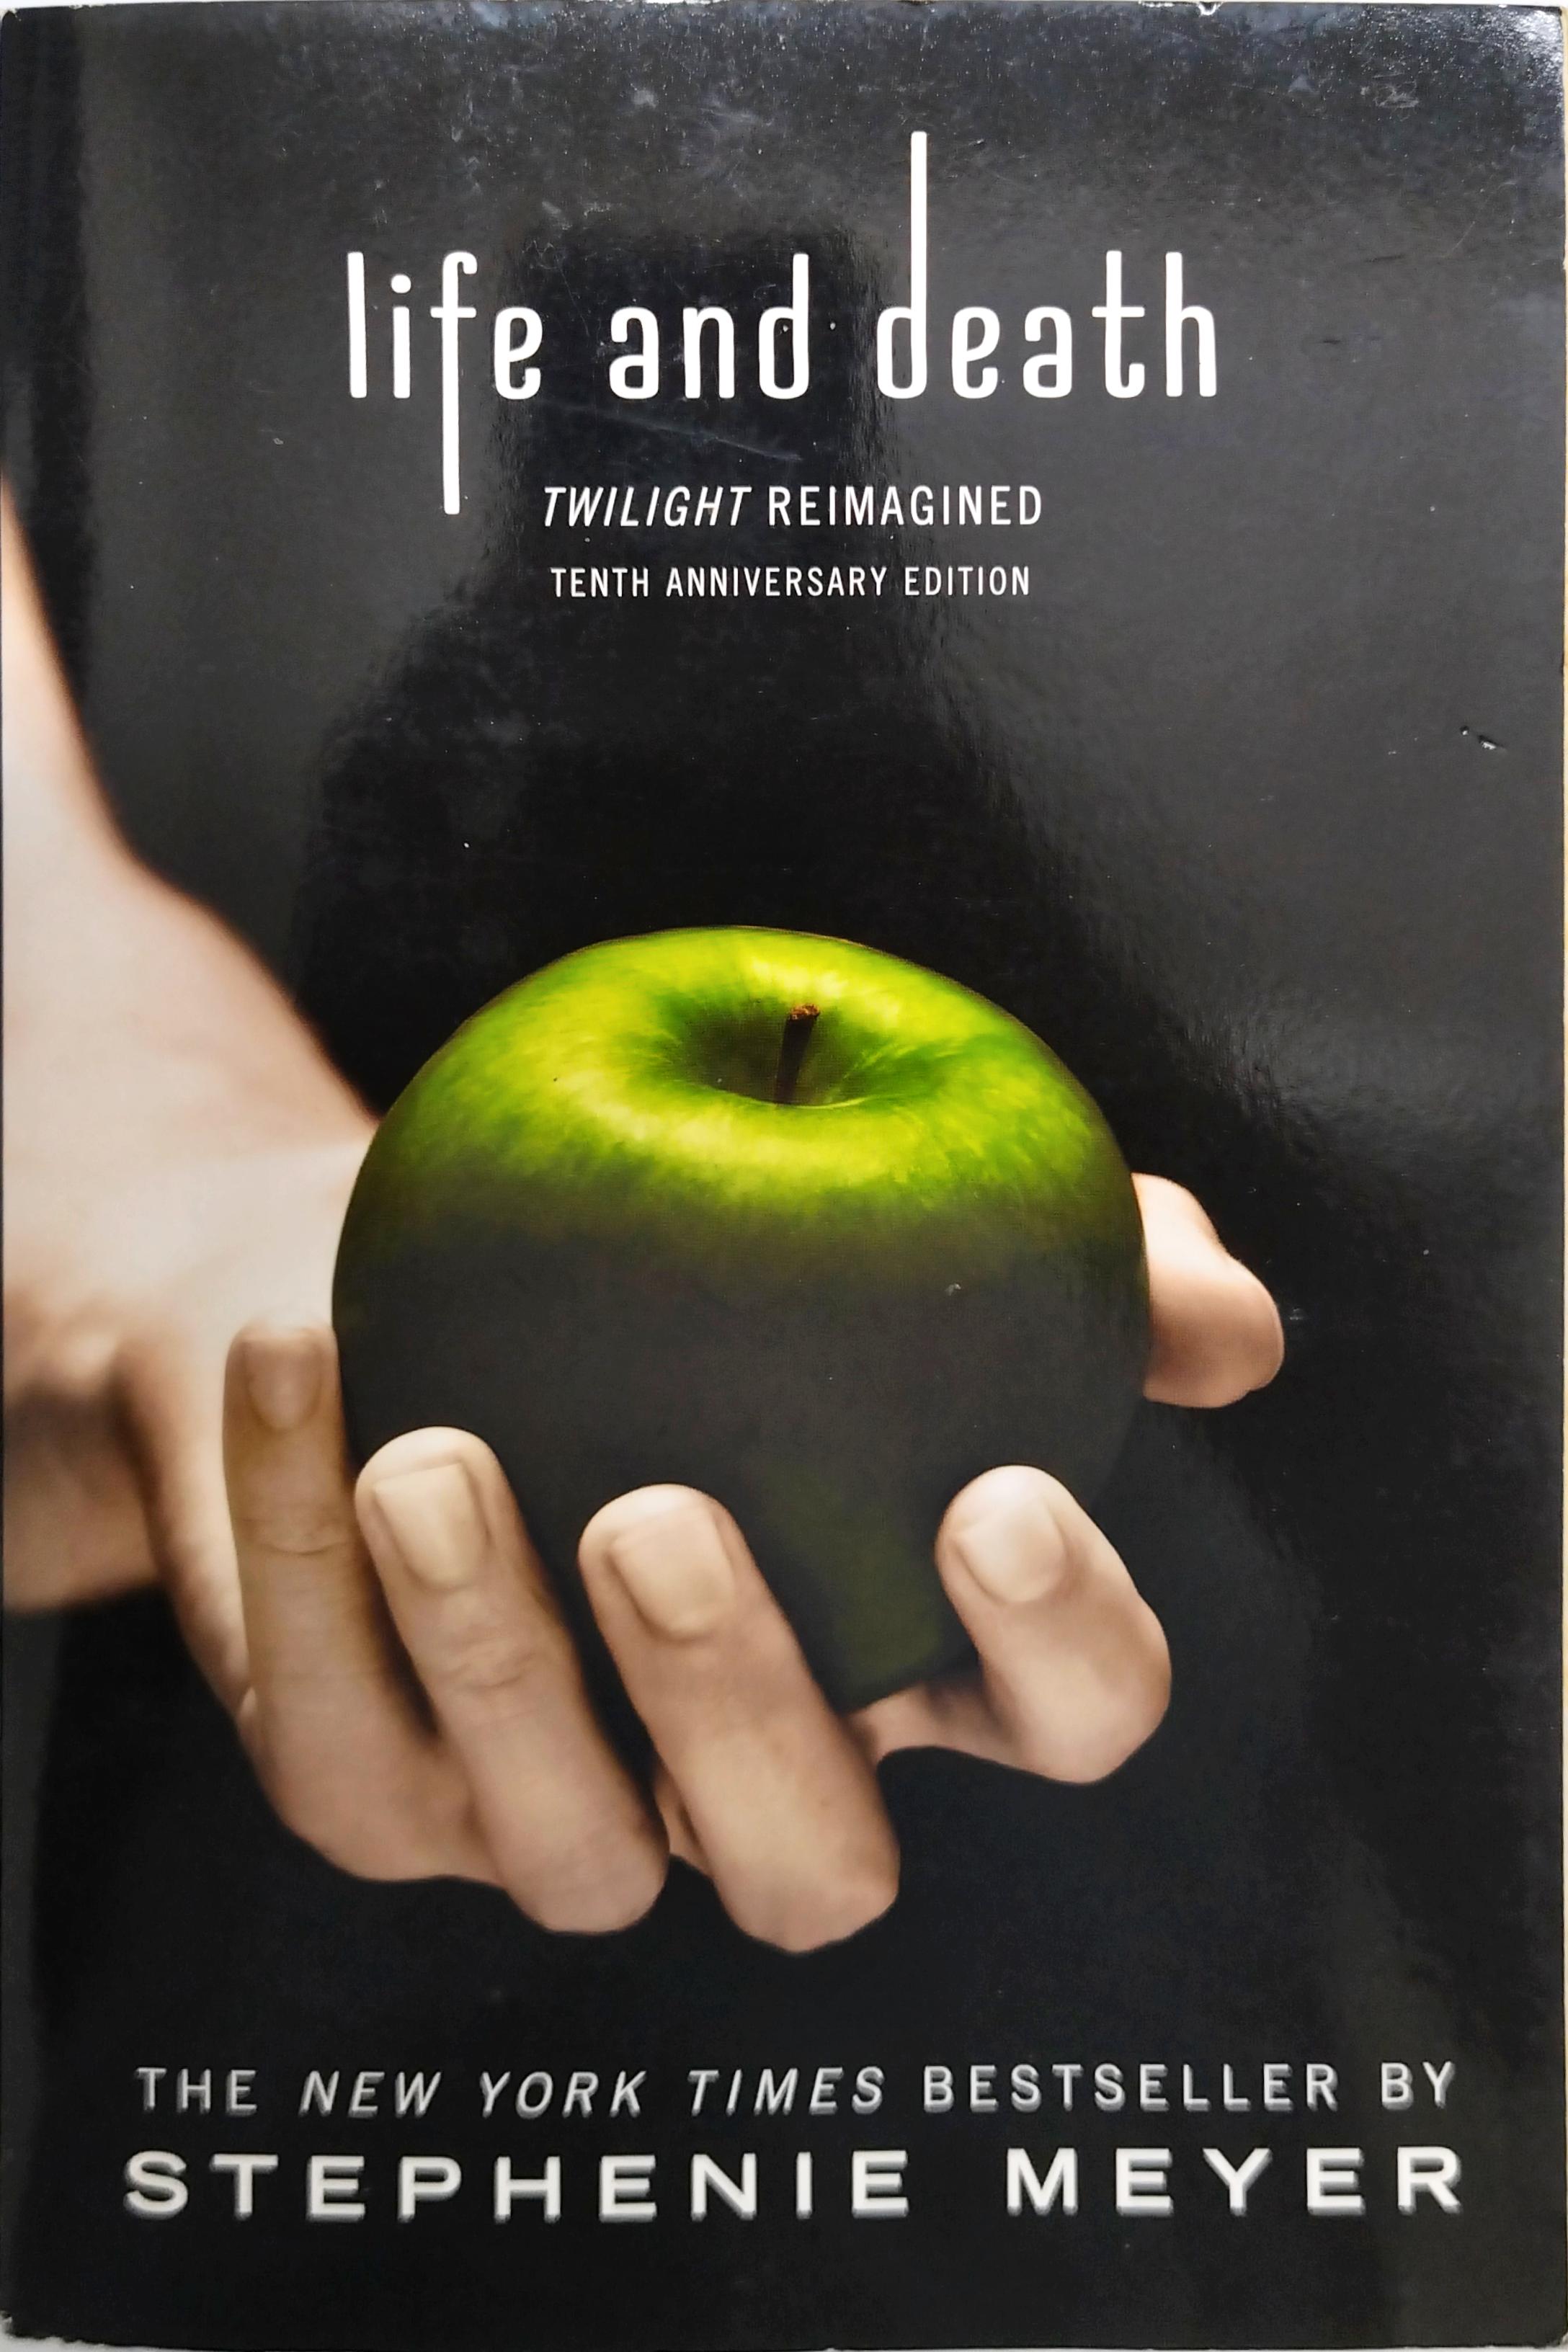 life and death
TWILIGHT REIMAGINED
TENTH ANNIVERSARY EDITION
THE NEW YORK TIMES BESTSELLER BY
STEPHENIE MEYER